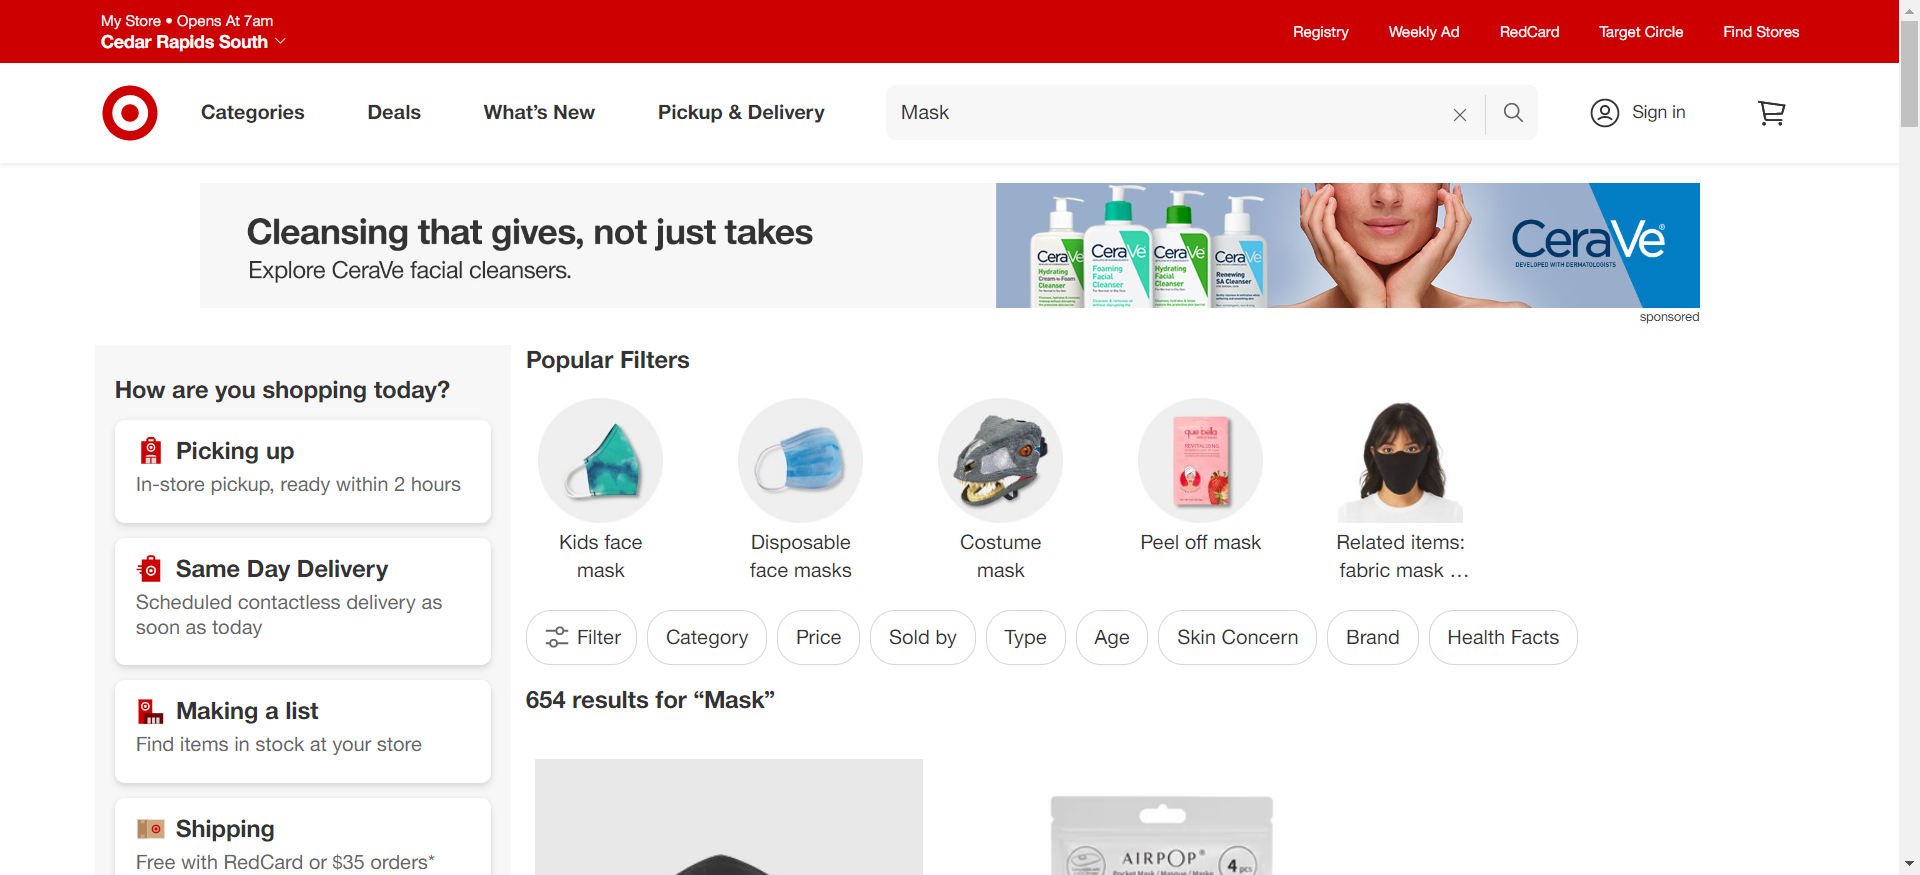 My Store • Opens At 7am
Cedar Rapids South
Registry
Weekly Ad
RedCard
Target Circle
Find Stores
Categories
Deals
What's New
Pickup & Delivery
Mask
Sign in
Cleansing that gives, not just takes
Explore CeraVe facial cleansers.
CeraVe
Hydrating
Cream-to-Foam
Cleanser
CeraVe
Foaming
Facial
Cleanser
CeraVe
Hydrating
Facial
Cleanser
CeraVe
Renewing
SA Cleanser
CeraVe®
DEVELOPED WITH DERMATOLOGISTS
sponsored
How are you shopping today?
Picking up
In-store pickup, ready within 2 hours
Same Day Delivery
Scheduled contactless delivery as
soon as today
Making a list
Find items in stock at your store
Shipping
Free with RedCard or $35 orders*
Popular Filters
que bella
REVITALIZING
Kids face
mask
Disposable
face masks
Costume
mask
Peel off mask
Related items:
fabric mask …
Filter
Category
Price
Sold by
Type
Age
Skin Concern
Brand
Health Facts
654 results for “Mask”
AIRPOP®
4 pcs
Pocket Mask / Masque / Maske